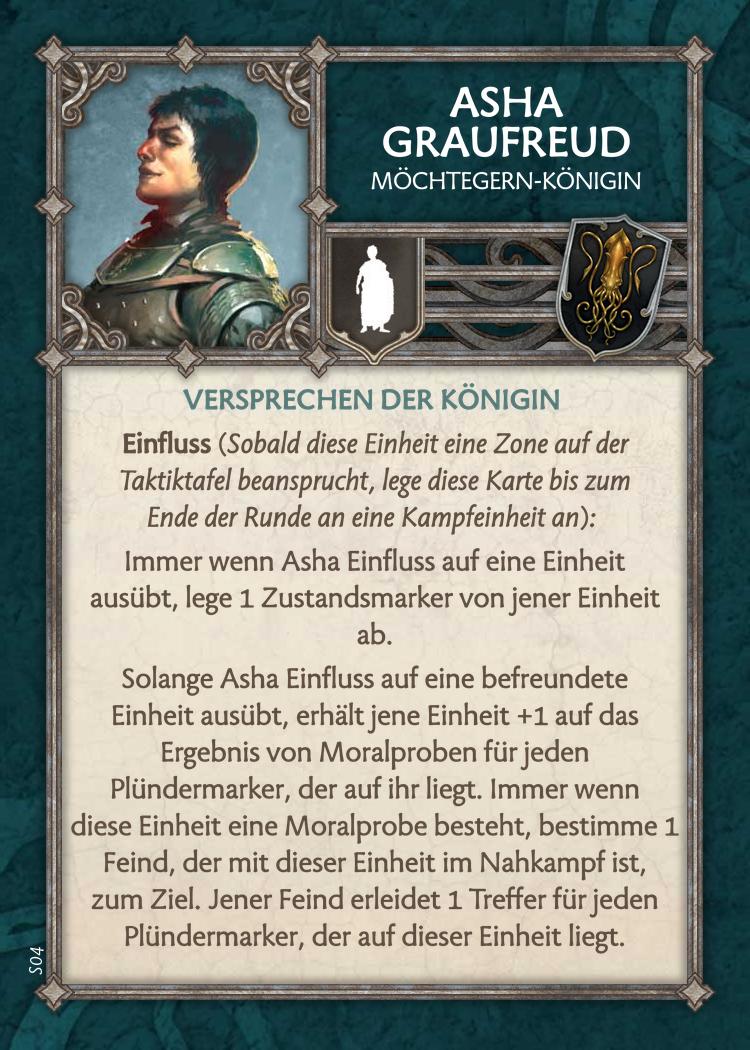 ASHA
GRAUFREUD
MÖCHTEGERN-KÖNIGIN
VERSPRECHEN DER KÖNIGIN
Einfluss (Sobald diese Einheit eine Zone auf der
Taktiktafel beansprucht, lege diese Karte bis zum
Ende der Runde an eine Kampfeinheit an):
Immer wenn Asha Einfluss auf eine Einheit
ausübt, lege 1 Zustandsmarker von jener Einheit
ab.
Solange Asha Einfluss auf eine befreundete
Einheit ausübt, erhält jene Einheit +1 auf das
Ergebnis von Moralproben für jeden
Plündermarker, der auf ihr liegt. Immer wenn
diese Einheit eine Moralprobe besteht, bestimme 1
Feind, der mit dieser Einheit im Nahkampf ist,
zum Ziel. Jener Feind erleidet 1 Treffer für jeden
Plündermarker, der auf dieser Einheit liegt.
S04